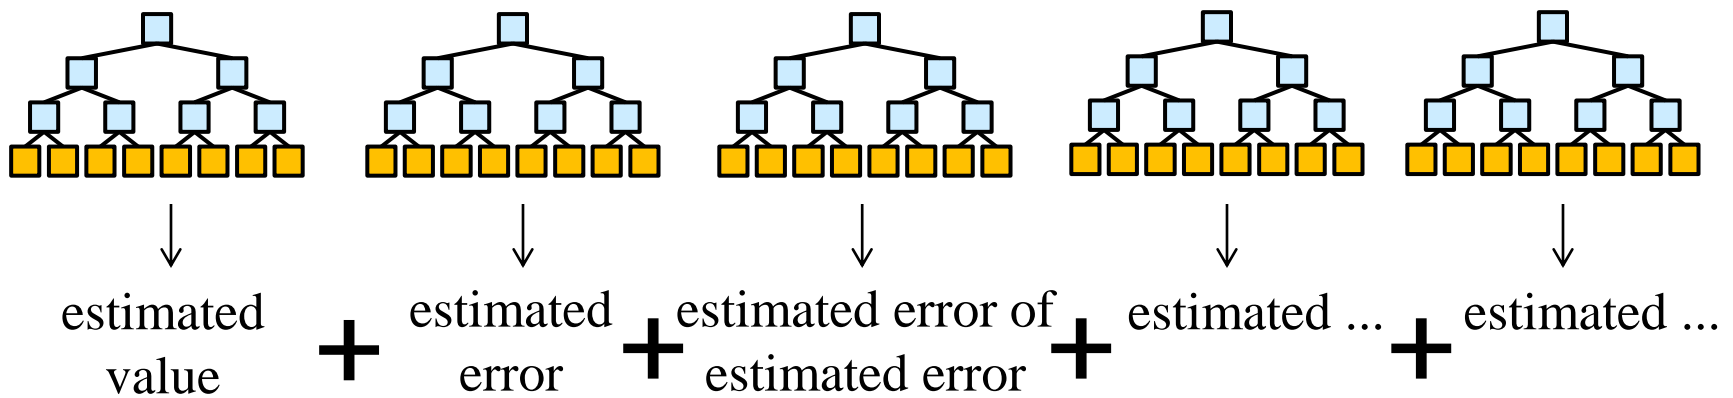 estimated
value
+
estimated
error
+
estimated error of
estimated error
+
estimated ...
+
estimated ...